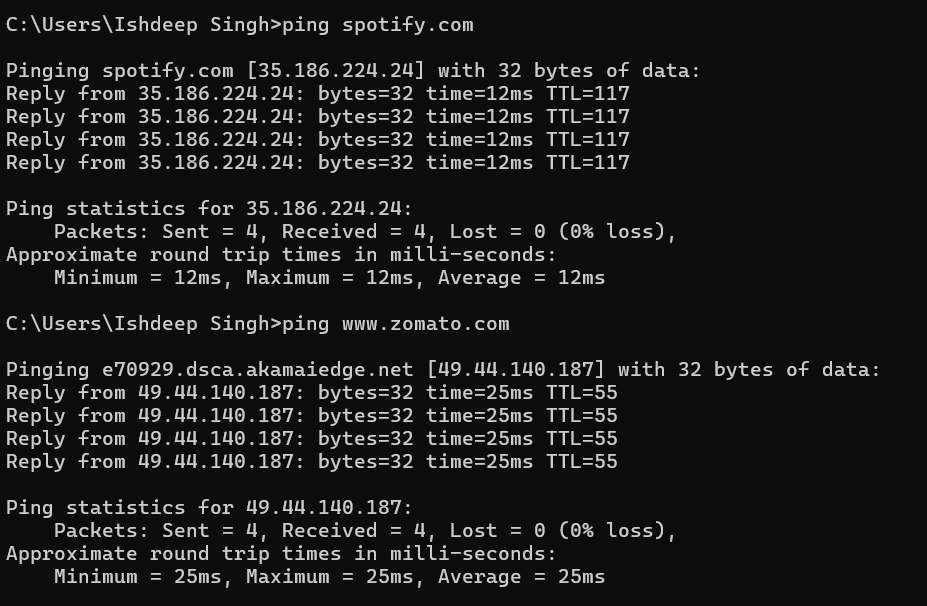 C:\Users\Ishdeep Singh>ping spotify.com
Pinging spotify.com [35.186.224.24] with 32 bytes of data:
Reply from 35.186.224.24: bytes=32 time=12ms TTL=117
Reply from 35.186.224.24: bytes=32 time=12ms TTL=117
Reply from 35.186.224.24: bytes=32 time=12ms TTL=117
Reply from 35.186.224.24: bytes=32 time=12ms TTL=117
Ping statistics for 35.186.224.24:
    Packets: Sent = 4, Received = 4, Lost = 0 (0% loss),
Approximate round trip times in milli-seconds:
    Minimum = 12ms, Maximum = 12ms, Average = 12ms
C:\Users\Ishdeep Singh>ping www.zomato.com
Pinging e70929.dsca.akamaiedge.net [49.44.140.187] with 32 bytes of data:
Reply from 49.44.140.187: bytes=32 time=25ms TTL=55
Reply from 49.44.140.187: bytes=32 time=25ms TTL=55
Reply from 49.44.140.187: bytes=32 time=25ms TTL=55
Reply from 49.44.140.187: bytes=32 time=25ms TTL=55
Ping statistics for 49.44.140.187:
    Packets: Sent = 4, Received = 4, Lost = 0 (0% loss),
Approximate round trip times in milli-seconds:
    Minimum = 25ms, Maximum = 25ms, Average = 25ms